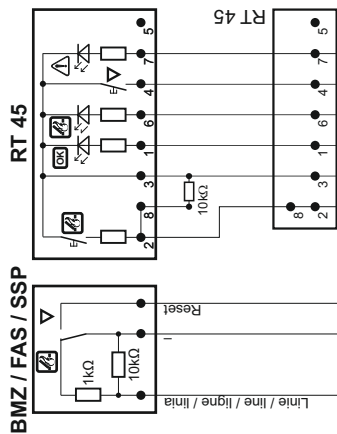 RT 45
5
7
4
6
1
3
8
2
E
E
OK
10kΩ
RT 45
5
7
4
6
1
3
8
2
BMZ / FAS / SSP
1kΩ
10kΩ
Reset
–
Linie / line / ligne / linia